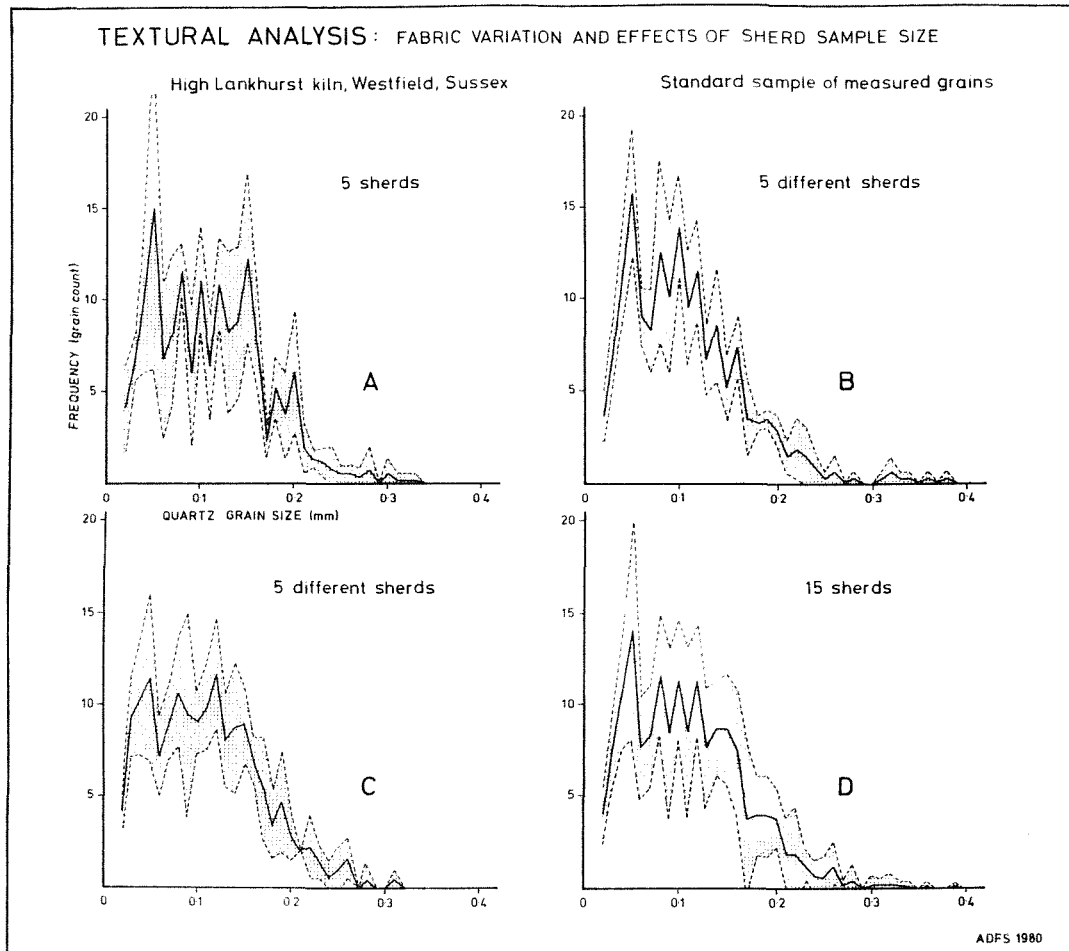 TEXTURAL ANALYSIS: FABRIC VARIATION AND EFFECTS OF SHERD SAMPLE SIZE
High Lankhurst kiln, Westfield, Sussex
Standard sample of measured grains
20
15
10
5
0
0·1
0·2
0·3
0·4
FREQUENCY (grain count)
QUARTZ GRAIN SIZE (mm)
5 sherds
A
20
15
10
5
0
0·1
0·2
0·3
0·4
5 different sherds
B
20
15
10
5
0
0·1
0·2
0·3
0·4
5 different sherds
C
20
15
10
5
0
0·1
0·2
0·3
0·4
15 sherds
D
ADFS 1980